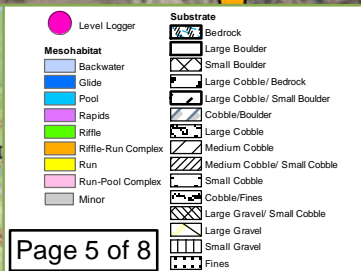 Level Logger
Mesohabitat
Backwater
Glide
Pool
Rapids
Riffle
Riffle-Run Complex
Run
Run-Pool Complex
Minor
Substrate
Bedrock
Large Boulder
Small Boulder
Large Cobble/ Bedrock
Large Cobble/ Small Boulder
Cobble/Boulder
Large Cobble
Medium Cobble
Medium Cobble/ Small Cobble
Small Cobble
Cobble/Fines
Large Gravel/ Small Cobble
Large Gravel
Small Gravel
Fines
Page 5 of 8